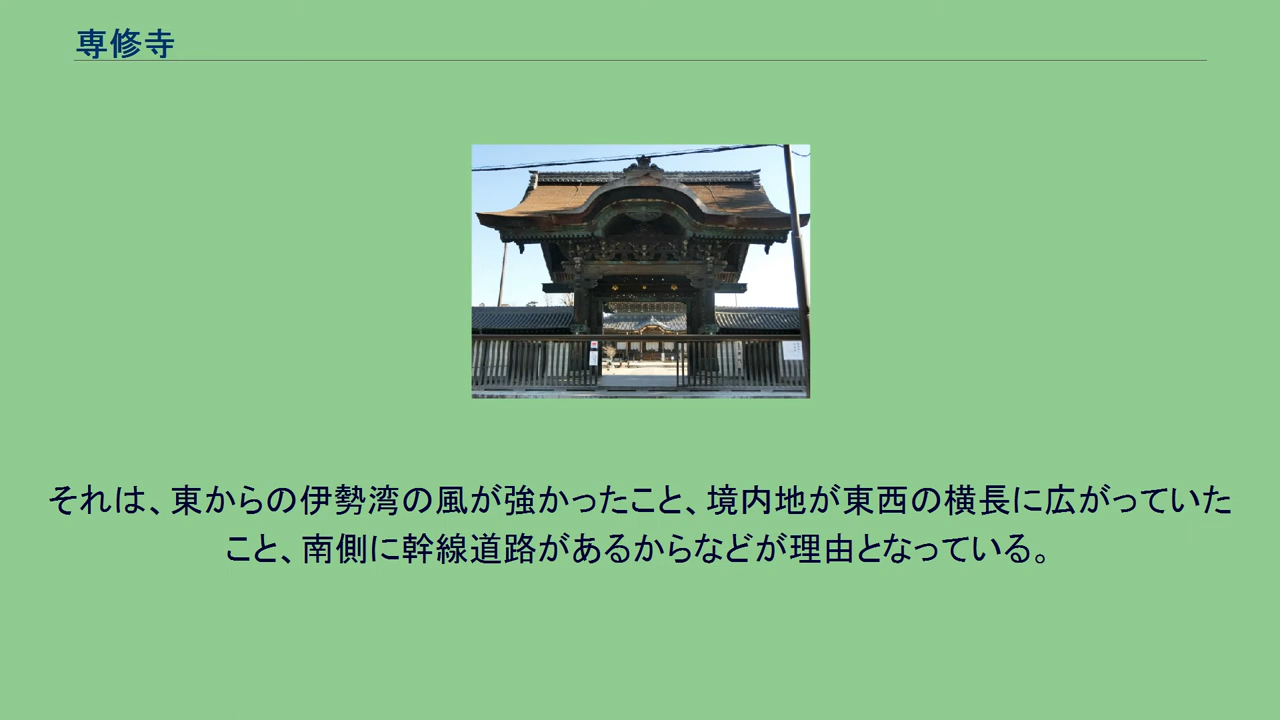 専修寺
それは、東からの伊勢湾の風が強かったこと、境内地が東西の横長に広がっていた
こと、南側に幹線道路があるからなどが理由となっている。